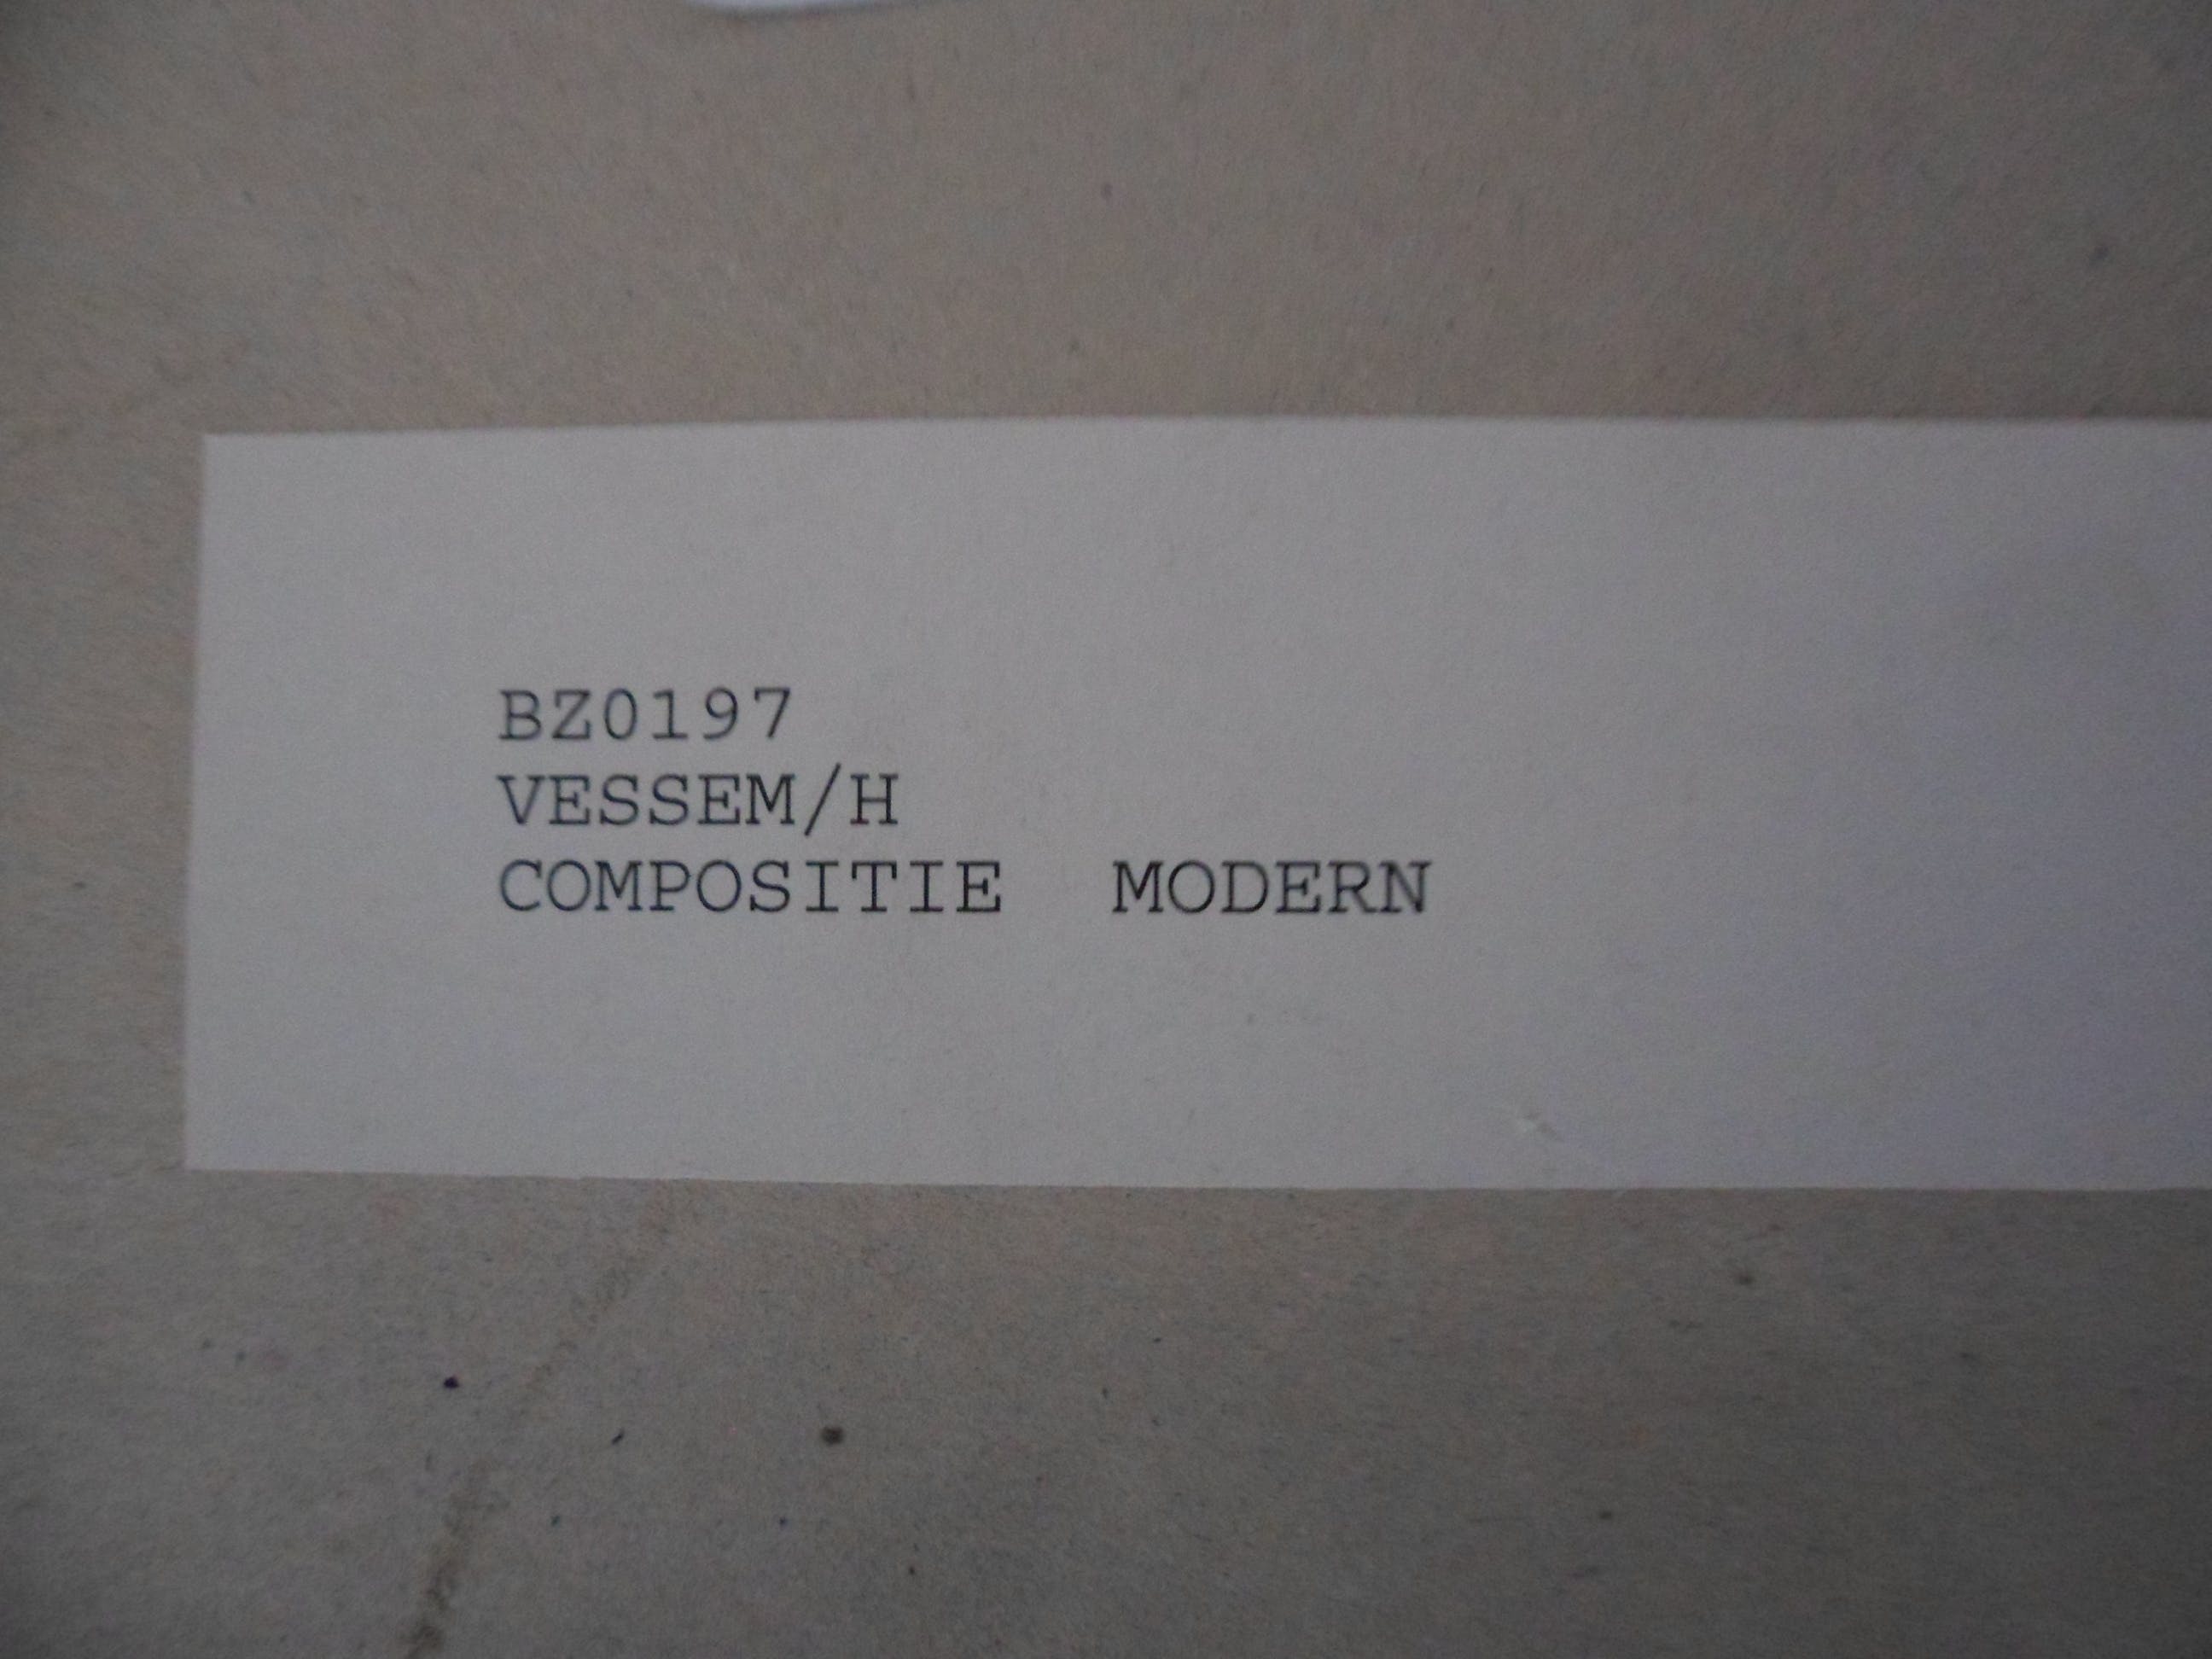 BZ0197
VESSEM/H
COMPOSITIE  MODERN